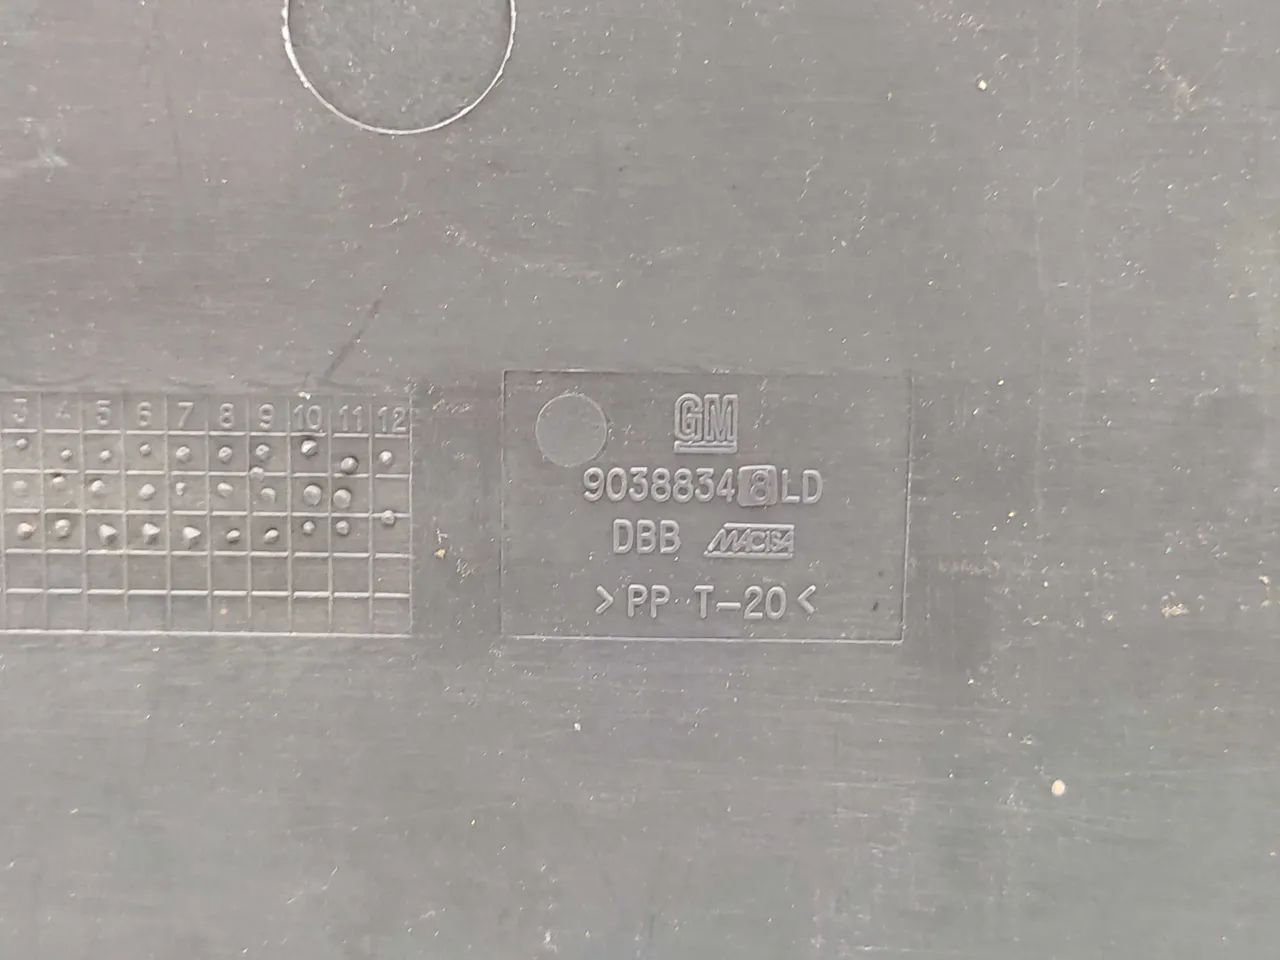 3 4 5 6 7 8 9 10 11 12
GM
90388348LD
DBB MACISA
>PP T-20<